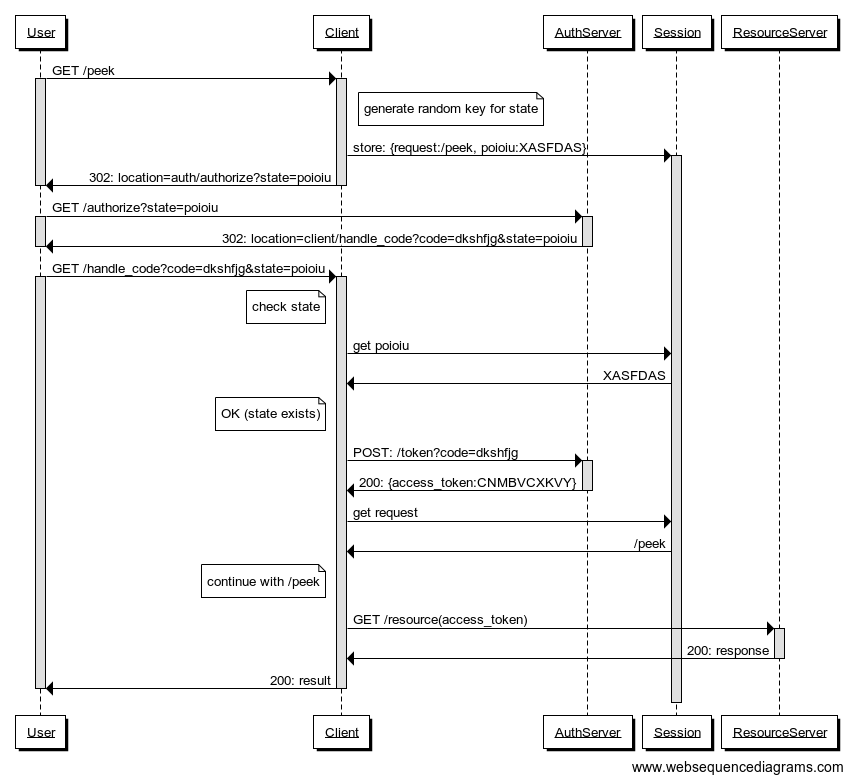 User
Client
AuthServer
Session
ResourceServer
GET /peek
generate random key for state
store: {request:/peek, poioiu:XASFDAS}
302: location=auth/authorize?state=poioiu
GET /authorize?state=poioiu
302: location=client/handle_code?code=dkshfjg&state=poioiu
GET /handle_code?code=dkshfjg&state=poioiu
check state
get poioiu
XASFDAS
OK (state exists)
POST: /token?code=dkshfjg
200: {access_token:CNMBVCXKVY}
get request
/peek
continue with /peek
GET /resource(access_token)
200: response
200: result
User
Client
AuthServer
Session
ResourceServer
www.websequencediagrams.com